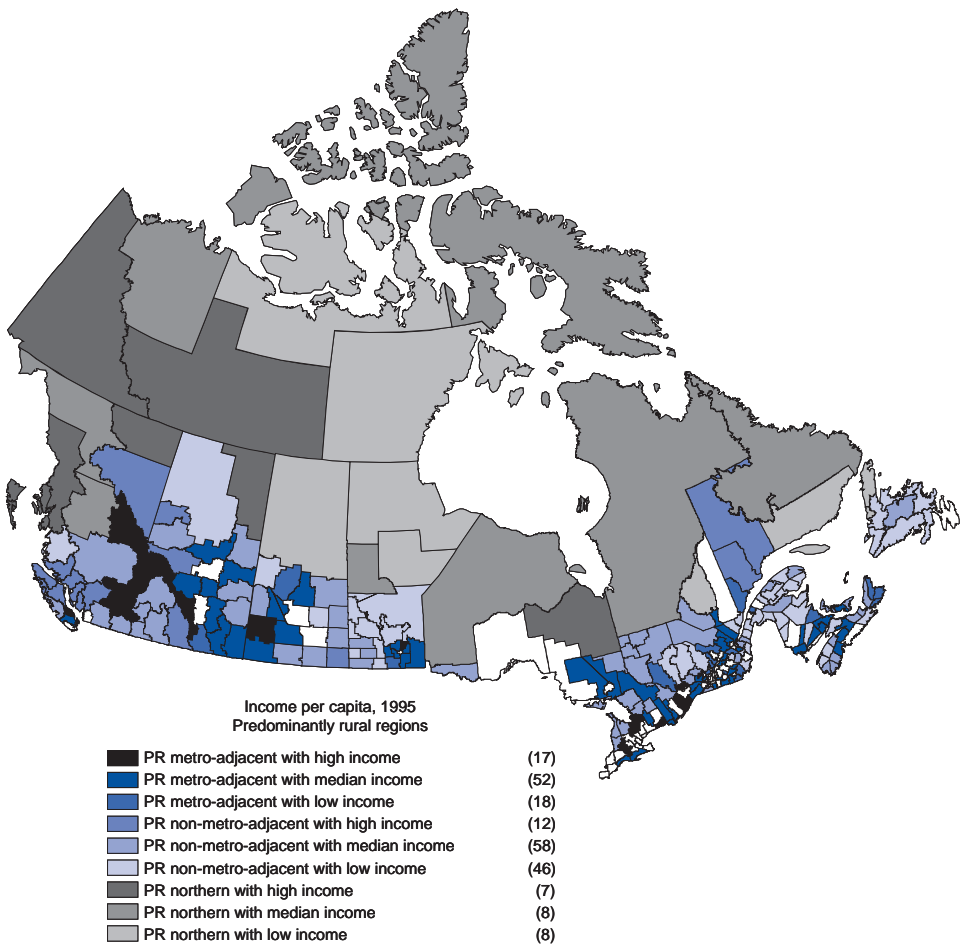 Income per capita, 1995
Predominantly rural regions
PR metro-adjacent with high income (17)
PR metro-adjacent with median income (52)
PR metro-adjacent with low income (18)
PR non-metro-adjacent with high income (12)
PR non-metro-adjacent with median income (58)
PR non-metro-adjacent with low income (46)
PR northern with high income (7)
PR northern with median income (8)
PR northern with low income (8)